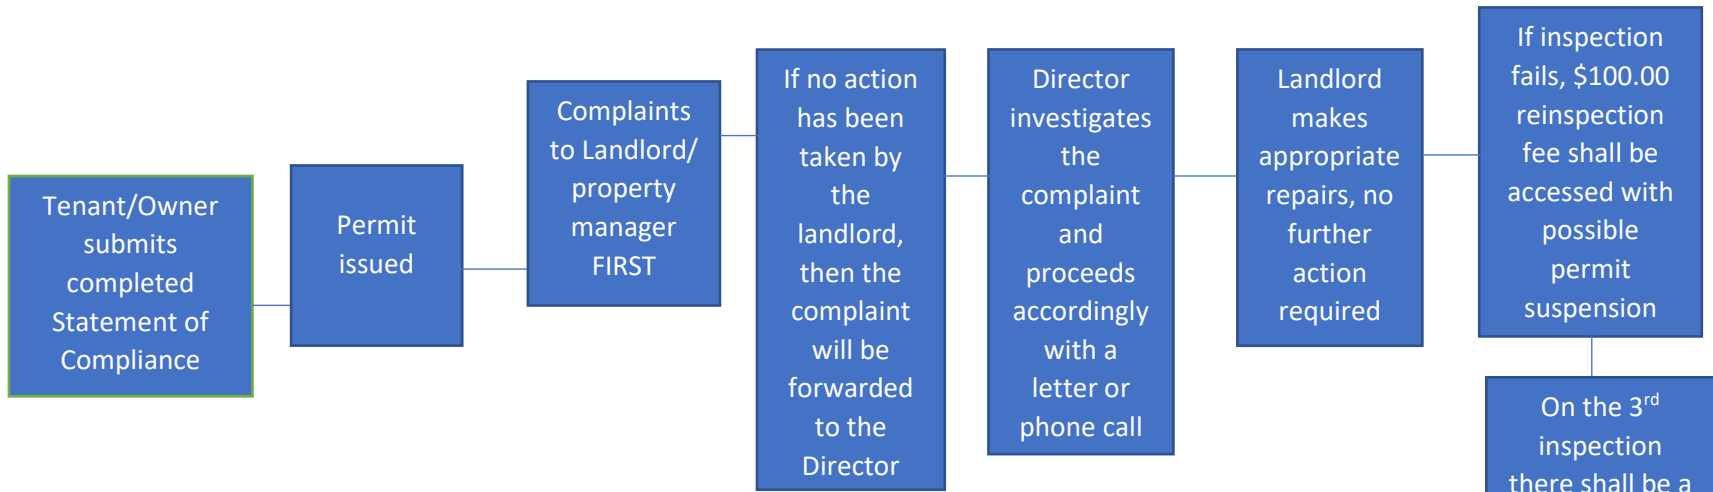 Tenant/Owner
submits
completed
Statement of
Compliance
Permit
issued
Complaints
to Landlord/
property
manager
FIRST
If no action
has been
taken by
the
landlord,
then the
complaint
will be
forwarded
to the
Director
Director
investigates
the
complaint
and
proceeds
accordingly
with a
letter or
phone call
Landlord
makes
appropriate
repairs, no
further
action
required
If inspection
fails, $100.00
reinspection
fee shall be
accessed with
possible
permit
suspension
On the 3rd
inspection
there shall be a